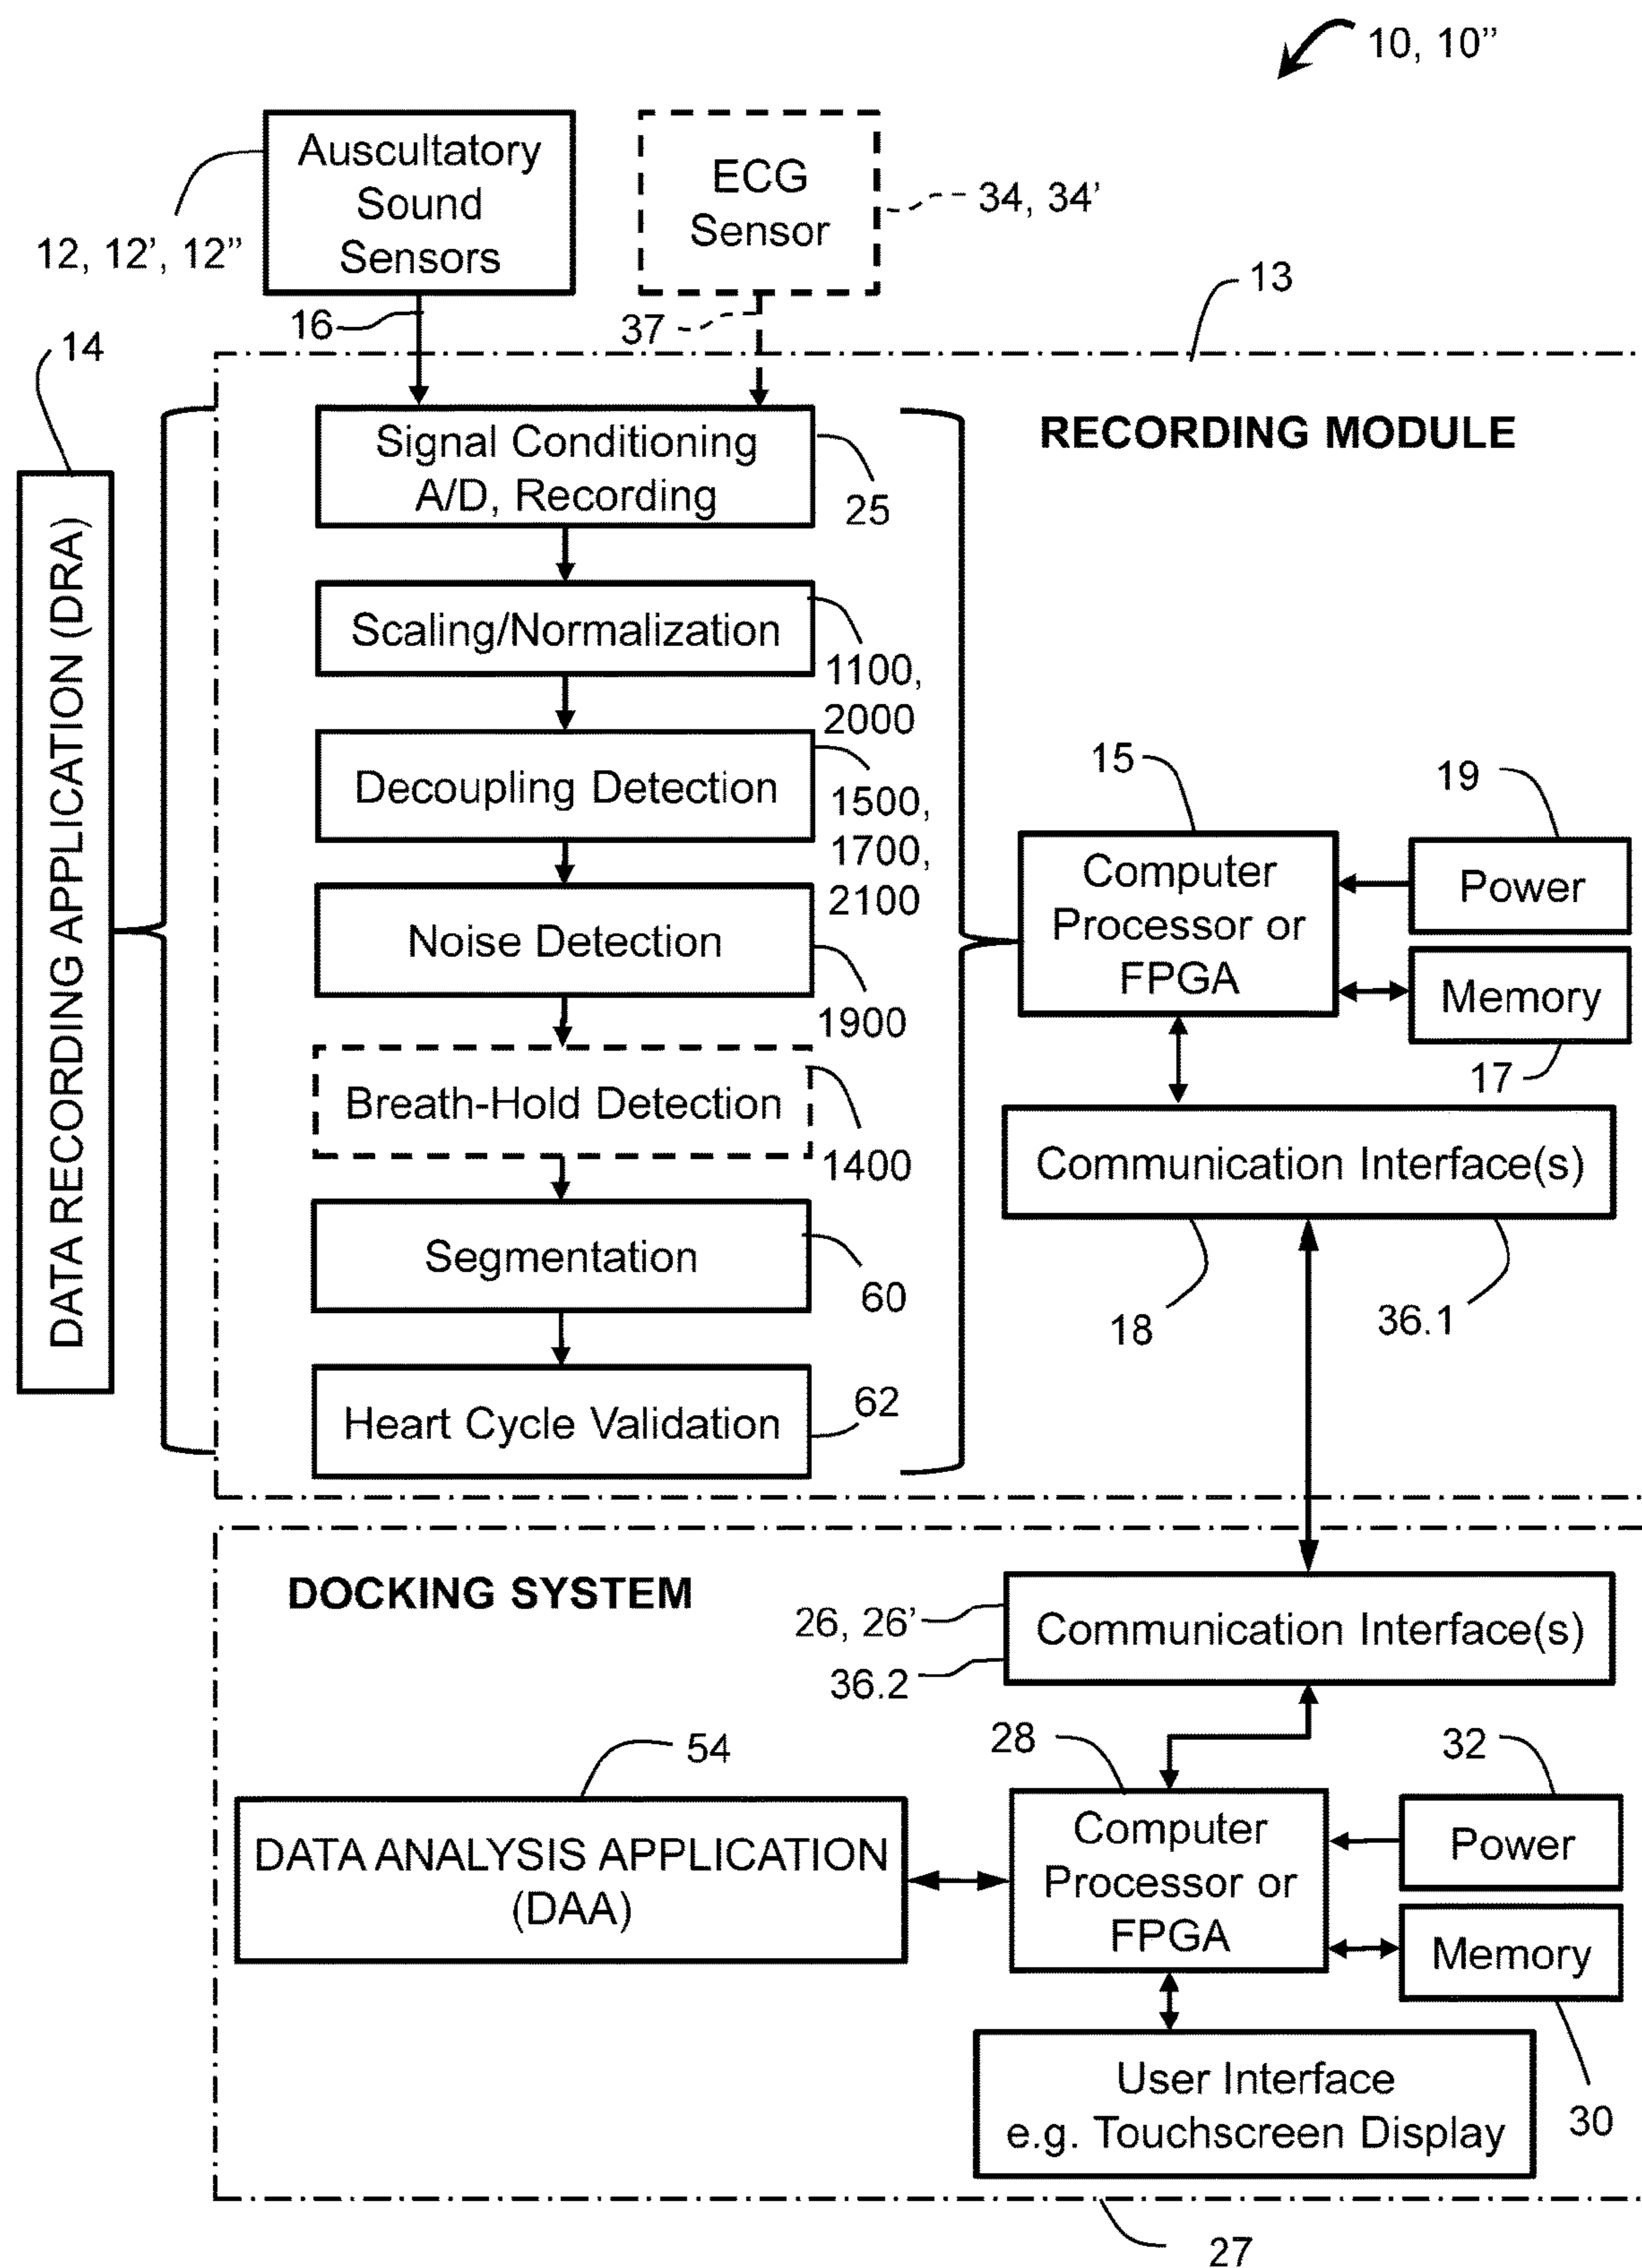 10, 10”
Auscultatory
Sound
Sensors
ECG
Sensor
34, 34’
12, 12’, 12”
16
37
13
14
DATA RECORDING APPLICATION (DRA)
RECORDING MODULE
Signal Conditioning
A/D, Recording
25
Scaling/Normalization
1100,
2000
Decoupling Detection
1500,
1700,
2100
Noise Detection
1900
Breath-Hold Detection
1400
Segmentation
60
Heart Cycle Validation
62
15
Computer
Processor or
FPGA
19
Power
Memory
17
Communication Interface(s)
18
36.1
DOCKING SYSTEM
26, 26’
36.2
Communication Interface(s)
54
DATA ANALYSIS APPLICATION
(DAA)
28
Computer
Processor or
FPGA
32
Power
Memory
30
User Interface
e.g. Touchscreen Display
27